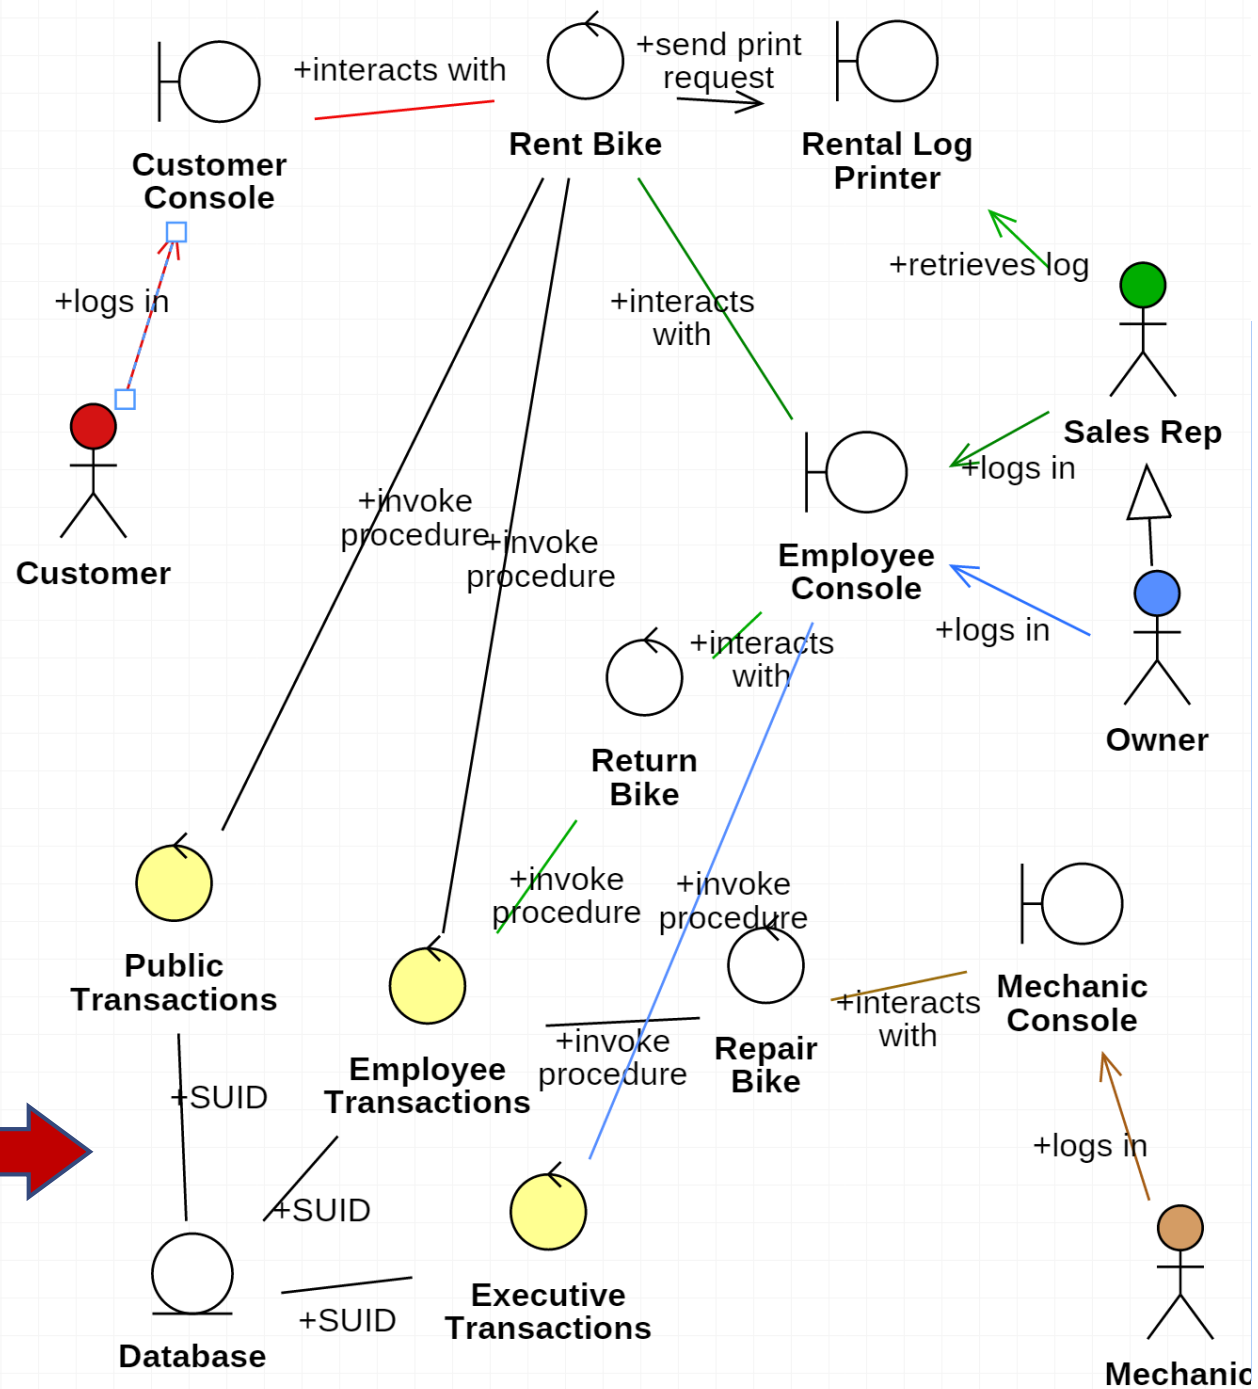 +interacts with
+send print
request
Customer
Console
Rent Bike
Rental Log
Printer
+logs in
+interacts
with
+retrieves log
Customer
Sales Rep
+logs in
+invoke
procedure
+invoke
procedure
Employee
Console
+logs in
+interacts
with
Owner
Return
Bike
+invoke
procedure
+invoke
procedure
Public
Transactions
Mechanic
Console
+interacts
with
Repair
Bike
+invoke
procedure
Employee
Transactions
+SUID
+logs in
+SUID
Executive
Transactions
+SUID
Database
Mechanic